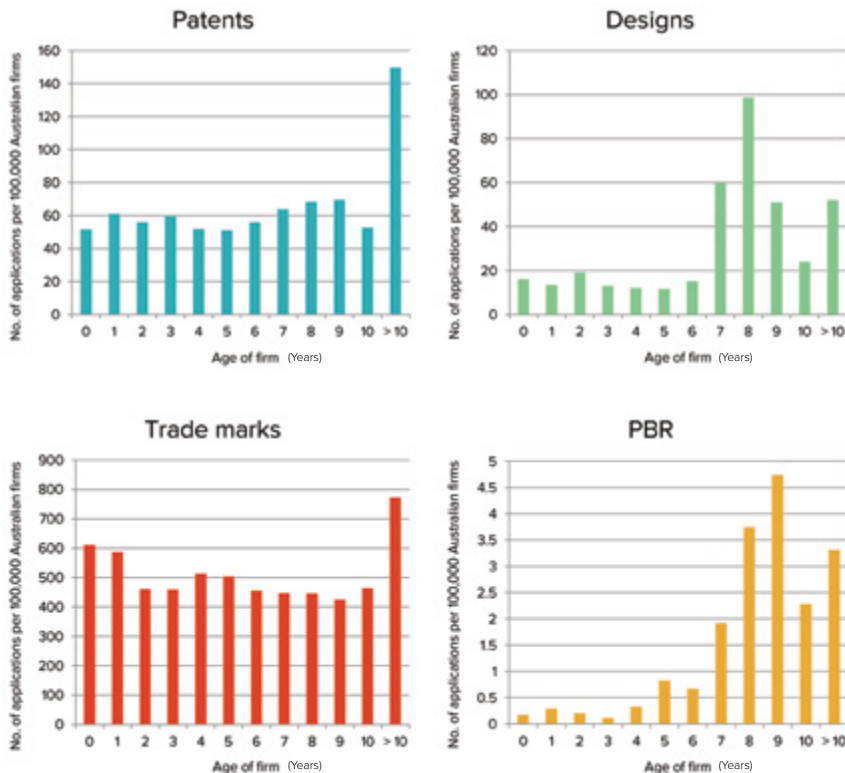 Patents
No. of applications per 100,000 Australian firms
160
140
120
100
80
60
40
20
0
0 1 2 3 4 5 6 7 8 9 10 >10
Age of firm (Years)
Designs
No. of applications per 100,000 Australian firms
120
100
80
60
40
20
0
0 1 2 3 4 5 6 7 8 9 10 >10
Age of firm (Years)
Trade marks
No. of applications per 100,000 Australian firms
900
800
700
600
500
400
300
200
100
0
0 1 2 3 4 5 6 7 8 9 10 >10
Age of firm (Years)
PBR
No. of applications per 100,000 Australian firms
5
4.5
4
3.5
3
2.5
2
1.5
1
0.5
0
0 1 2 3 4 5 6 7 8 9 10 >10
Age of firm (Years)